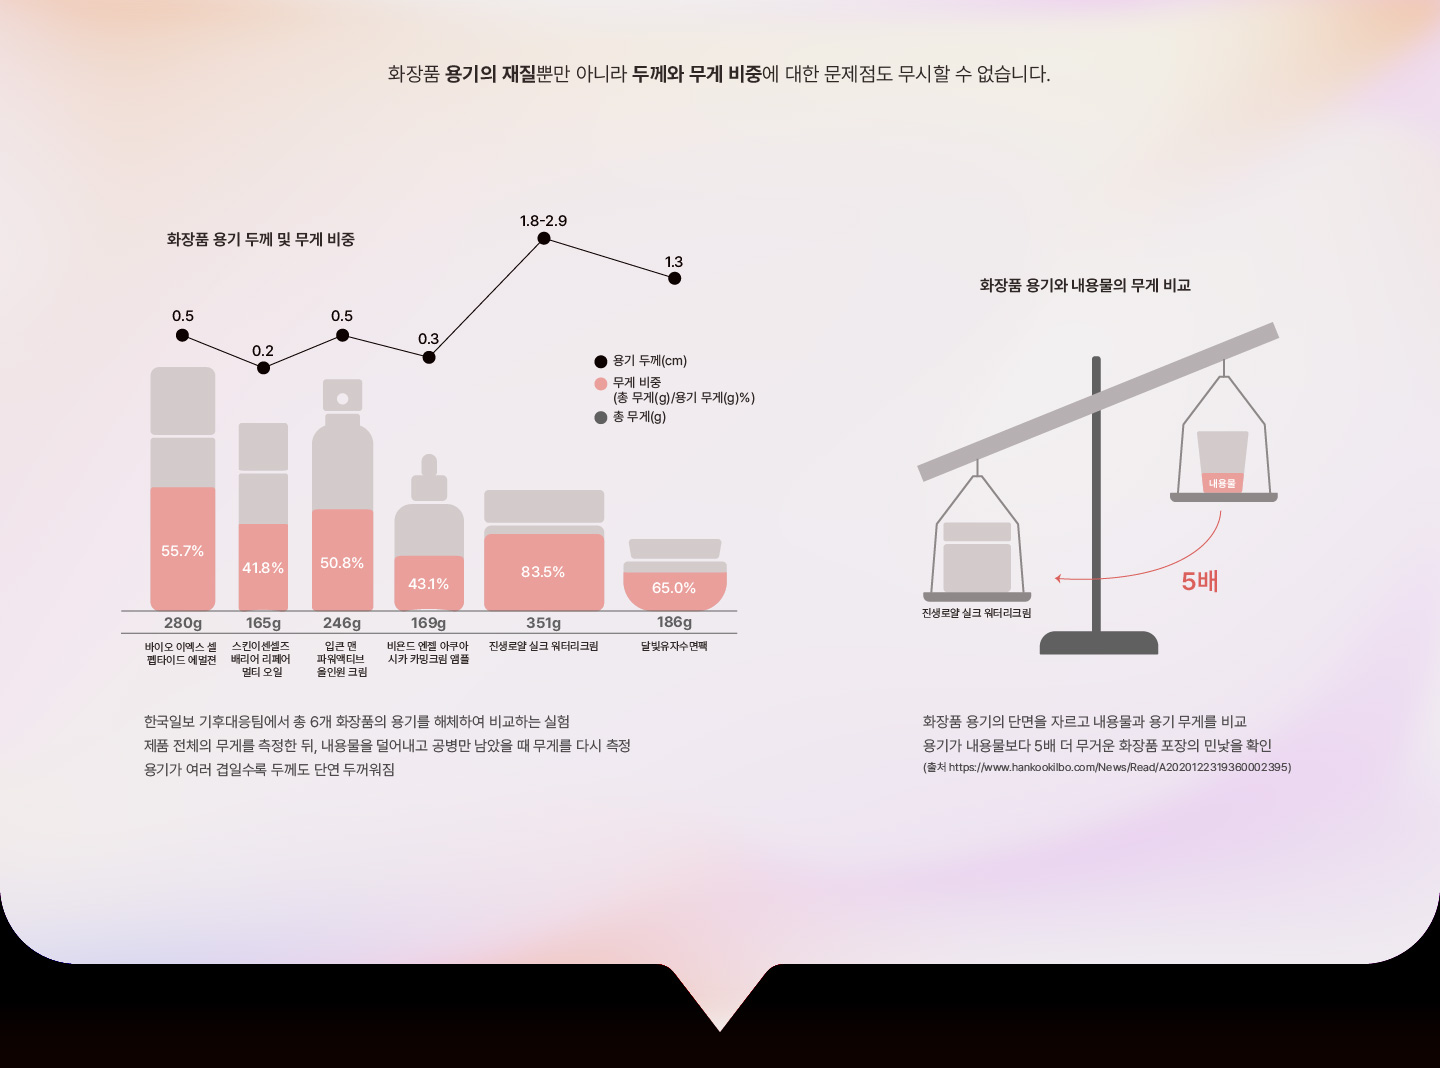 화장품 용기의 재질뿐만 아니라 두께와 무게 비중에 대한 문제점도 무시할 수 없습니다.
화장품 용기 두께 및 무게 비중
0.5
0.2
0.5
0.3
1.8-2.9
1.3
용기 두께(cm)
무게 비중
(총 무게(g)/용기 무게(g)%)
총 무게(g)
55.7%
41.8%
50.8%
43.1%
83.5%
65.0%
280g
165g
246g
169g
351g
186g
바이오 이엑스 셀
펩타이드 에멀젼
스킨이센셀즈
배리어 리페어
멀티 오일
입큰 맨
파워액티브
올인원 크림
비욘드 엔젤 아쿠아
시카 카밍크림 앰플
진생로얄 실크 워터리크림
달빛유자수면팩
한국일보 기후대응팀에서 총 6개 화장품의 용기를 해체하여 비교하는 실험
제품 전체의 무게를 측정한 뒤, 내용물을 덜어내고 공병만 남았을 때 무게를 다시 측정
용기가 여러 겹일수록 두께도 단연 두꺼워짐
화장품 용기와 내용물의 무게 비교
내용물
5배
진생로얄 실크 워터리크림
화장품 용기의 단면을 자르고 내용물과 용기 무게를 비교
용기가 내용물보다 5배 더 무거운 화장품 포장의 민낯을 확인
(출처 https://www.hankookilbo.com/News/Read/A2020122319360002395)